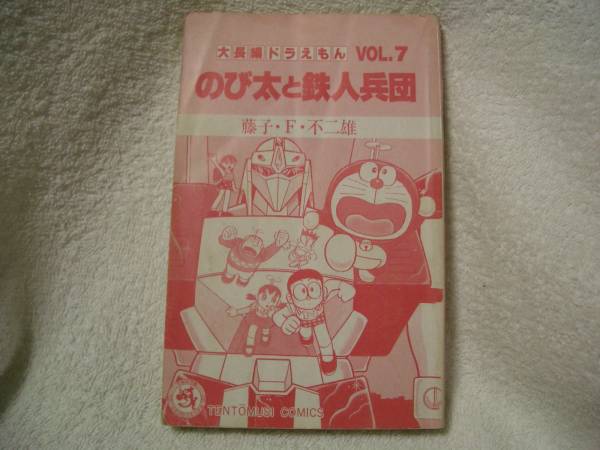 大長編ドラえもん VOL.7
のび太と鉄人兵団
藤子・F・不二雄
TENTŌMUSI COMICS